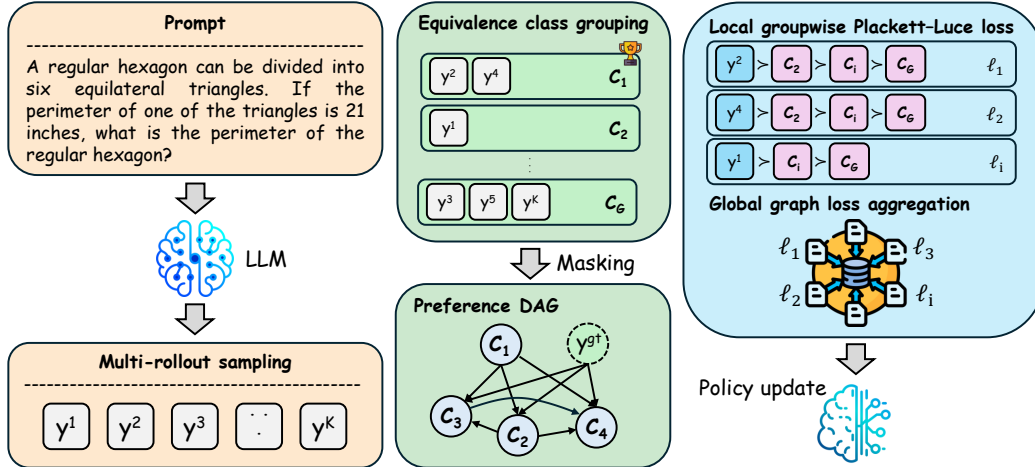 Prompt
A regular hexagon can be divided into
six equilateral triangles. If the
perimeter of one of the triangles is 21
inches, what is the perimeter of the
regular hexagon?
LLM
Multi-rollout sampling
y¹ y² y³ ... yᴷ
Equivalence class grouping
y² y⁴ C₁
y¹ C₂
⋮
y³ y⁵ yᴷ C_G
Masking
Preference DAG
C₁ yᵍᵗ
C₃ C₂ C₄
Local groupwise Plackett-Luce loss
y² ≻ C₂ ≻ Cᵢ ≻ C_G ℓ₁
y⁴ ≻ C₂ ≻ Cᵢ ≻ C_G ℓ₂
y¹ ≻ Cᵢ ≻ C_G ℓᵢ
Global graph loss aggregation
ℓ₁ ℓ₃
ℓ₂ ℓᵢ
Policy update